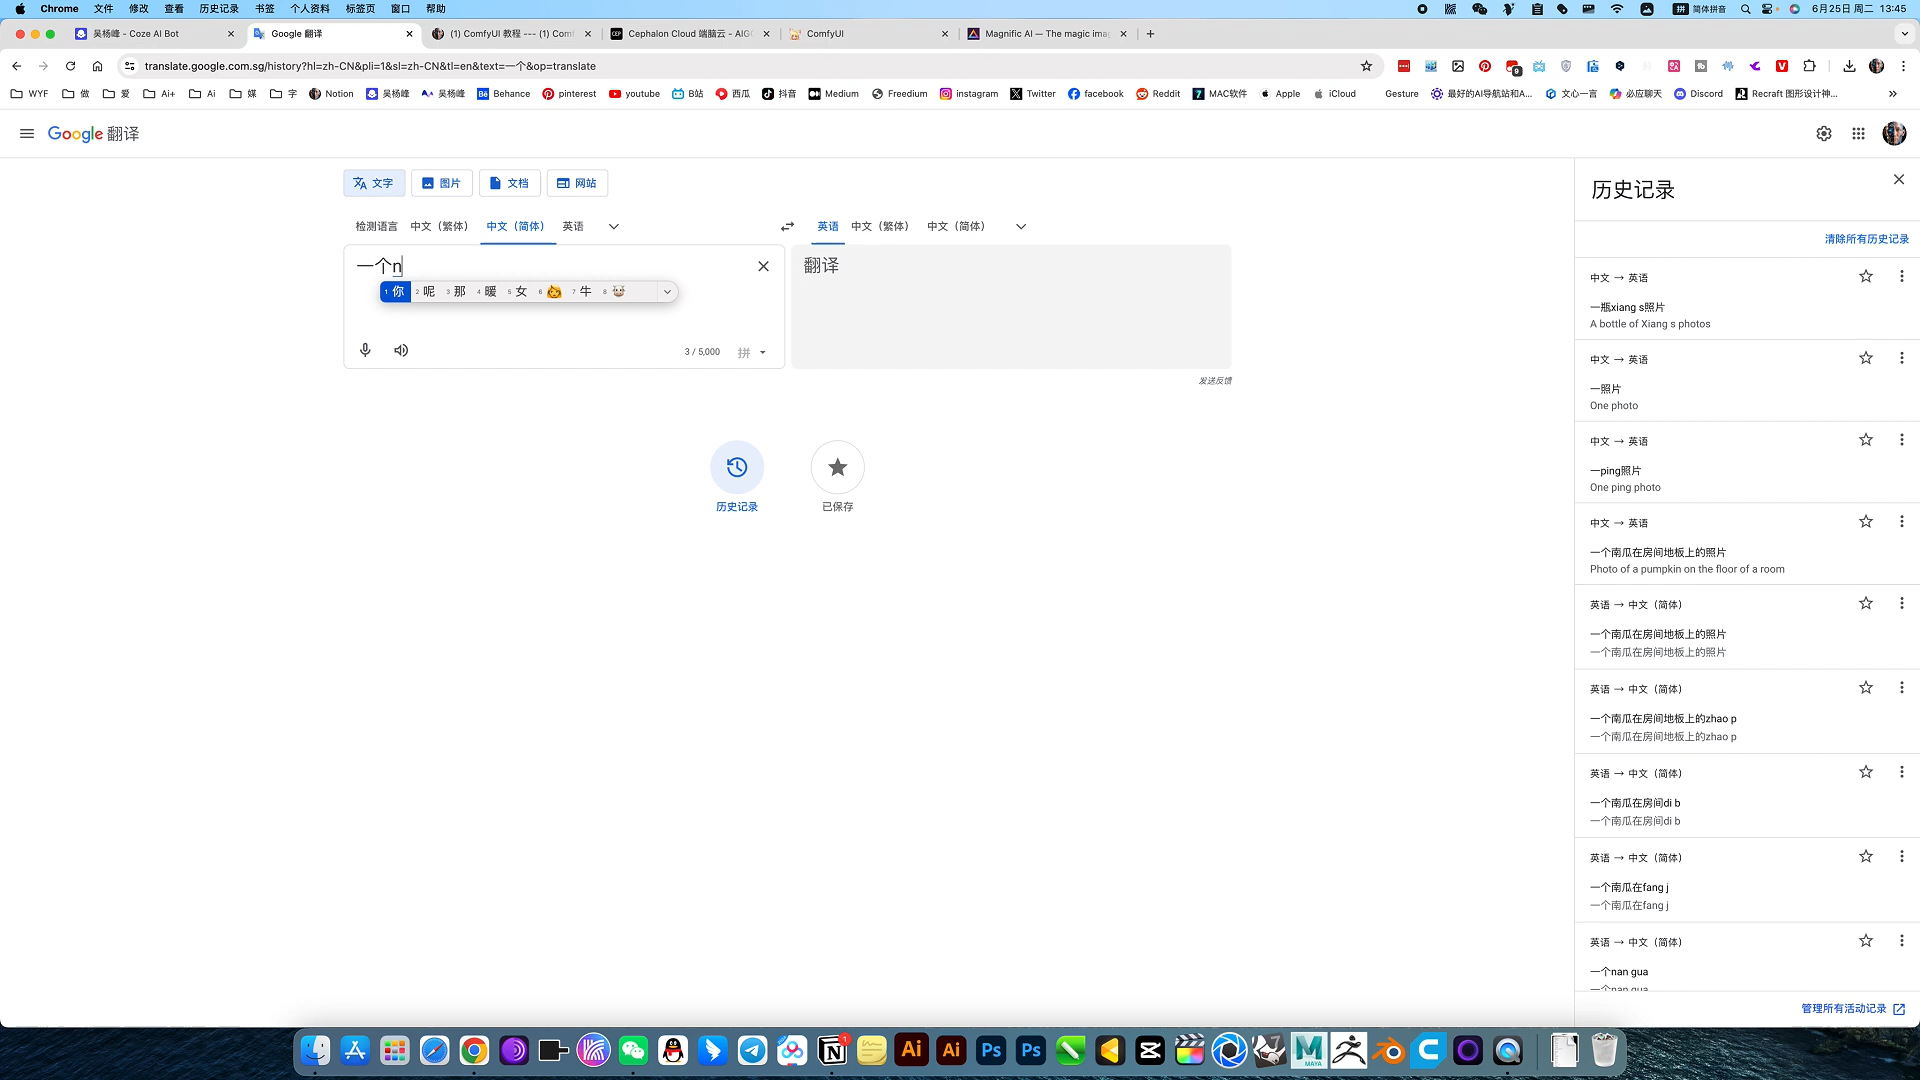 Chrome 文件 修改 查看 历史记录 书签 个人资料 标签页 窗口 帮助 拼 简体拼音 6月25日 周二 13:45
吴杨峰 - Coze AI Bot Google 翻译 (1) ComfyUI 教程 --- (1) Comf CEP Cephalon Cloud 端脑云 - AIG ComfyUI Magnific AI — The magic ima
translate.google.com.sg/history?hl=zh-CN&pli=1&sl=zh-CN&tl=en&text=一个&op=translate 9
WYF 做 爱 Ai+ Ai 媒 字 Notion 吴杨峰 吴杨峰 Behance pinterest youtube B站 西瓜 抖音 Medium Freedium instagram Twitter facebook Reddit MAC软件 Apple iCloud Gesture 最好的AI导航站和A... 文心一言 必应聊天 Discord Recraft 图形设计神...
Google 翻译
文字 图片 文档 网站
检测语言 中文（繁体） 中文（简体） 英语
英语 中文（繁体） 中文（简体）
一个n
1 你 2 呢 3 那 4 暖 5 女 6 👩 7 牛 8 🐮
3 / 5,000 拼
翻译
发送反馈
历史记录 已保存
历史记录
清除所有历史记录
中文 → 英语
一瓶xiang s照片
A bottle of Xiang s photos
中文 → 英语
一照片
One photo
中文 → 英语
一ping照片
One ping photo
中文 → 英语
一个南瓜在房间地板上的照片
Photo of a pumpkin on the floor of a room
英语 → 中文（简体）
一个南瓜在房间地板上的照片
一个南瓜在房间地板上的照片
英语 → 中文（简体）
一个南瓜在房间地板上的zhao p
一个南瓜在房间地板上的zhao p
英语 → 中文（简体）
一个南瓜在房间di b
一个南瓜在房间di b
英语 → 中文（简体）
一个南瓜在fang j
一个南瓜在fang j
英语 → 中文（简体）
一个nan gua
一个nan gua
管理所有活动记录
1 Ai Ai Ps Ps MAYA